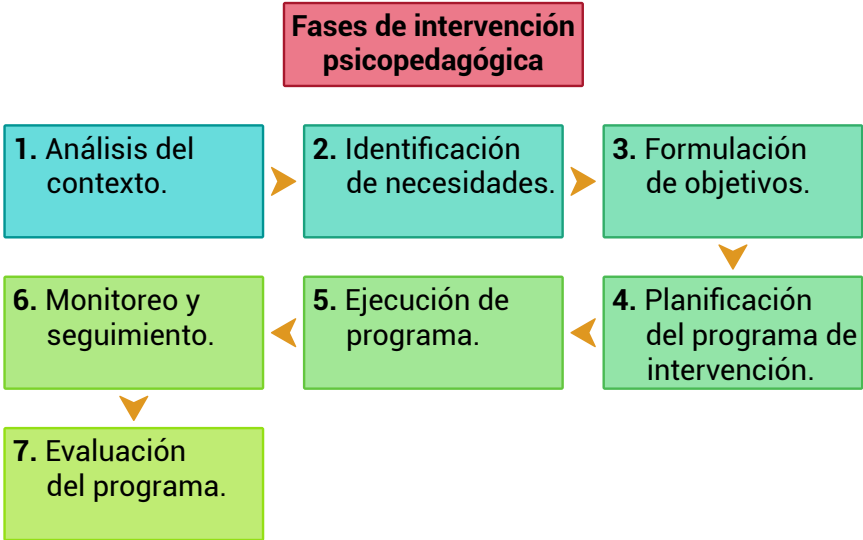 Fases de intervención
psicopedagógica
1. Análisis del
contexto.
2. Identificación
de necesidades.
3. Formulación
de objetivos.
4. Planificación
del programa de
intervención.
5. Ejecución de
programa.
6. Monitoreo y
seguimiento.
7. Evaluación
del programa.